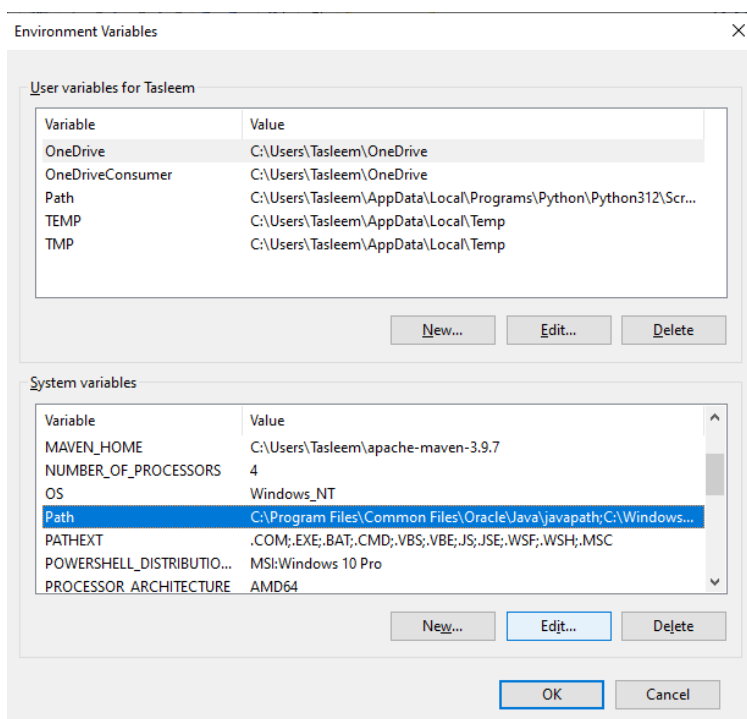 Environment Variables
User variables for Tasleem
Variable Value
OneDrive C:\Users\Tasleem\OneDrive
OneDriveConsumer C:\Users\Tasleem\OneDrive
Path C:\Users\Tasleem\AppData\Local\Programs\Python\Python312\Scr...
TEMP C:\Users\Tasleem\AppData\Local\Temp
TMP C:\Users\Tasleem\AppData\Local\Temp
New... Edit... Delete
System variables
Variable Value
MAVEN_HOME C:\Users\Tasleem\apache-maven-3.9.7
NUMBER_OF_PROCESSORS 4
OS Windows_NT
Path C:\Program Files\Common Files\Oracle\Java\javapath;C:\Windows...
PATHEXT .COM;.EXE;.BAT;.CMD;.VBS;.VBE;.JS;.JSE;.WSF;.WSH;.MSC
POWERSHELL_DISTRIBUTIO... MSI:Windows 10 Pro
PROCESSOR_ARCHITECTURE AMD64
New... Edit... Delete
OK Cancel